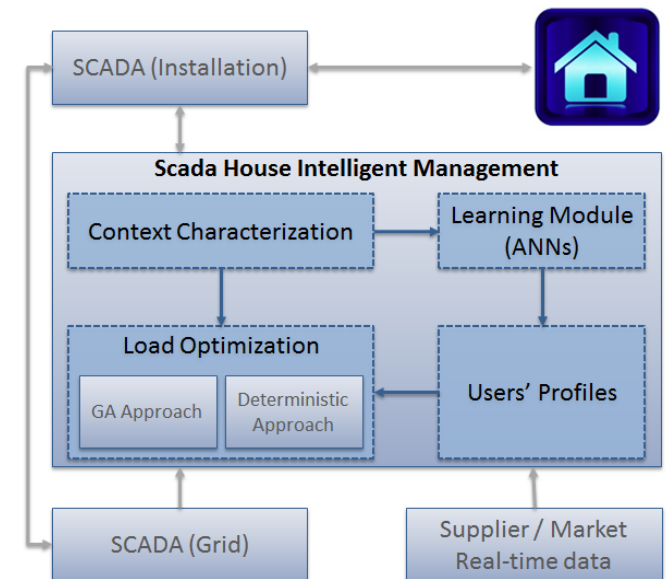 SCADA (Installation)
Scada House Intelligent Management
Context Characterization
Learning Module
(ANNs)
Load Optimization
GA Approach
Deterministic
Approach
Users’ Profiles
SCADA (Grid)
Supplier / Market
Real-time data